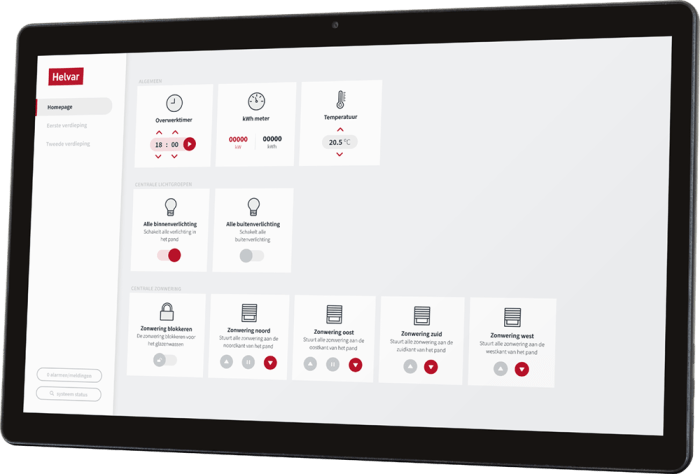 Helvar
Homepage
Eerste verdieping
Tweede verdieping
ALGEMEEN
Overwerktimer
18 : 00
kWh meter
00000
kW
00000
kWh
Temperatuur
20.5 °C
CENTRALE LICHTGROEPEN
Alle binnenverlichting
Schakelt alle verlichting in
het pand
Alle buitenverlichting
Schakelt alle
buitenverlichting
CENTRALE ZONWERING
Zonwering blokkeren
De zonwering blokkeren voor
het glazenwassen
Zonwering noord
Stuurt alle zonwering aan de
noordkant van het pand
Zonwering oost
Stuurt alle zonwering aan de
oostkant van het pand
Zonwering zuid
Stuurt alle zonwering aan de
zuidkant van het pand
Zonwering west
Stuurt alle zonwering aan de
westkant van het pand
systeem status